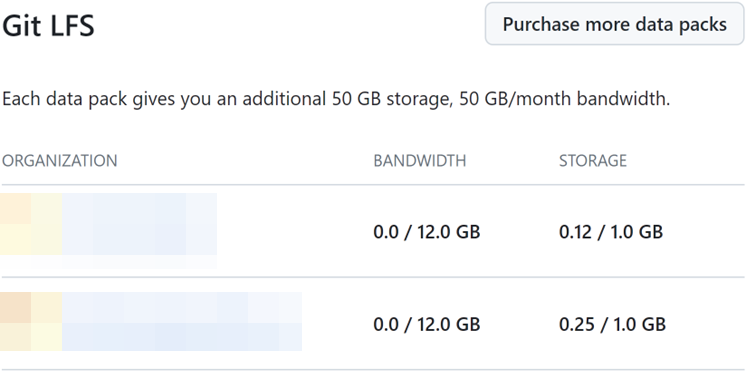 Git LFS
Purchase more data packs
Each data pack gives you an additional 50 GB storage, 50 GB/month bandwidth.
ORGANIZATION BANDWIDTH STORAGE
0.0 / 12.0 GB 0.12 / 1.0 GB
0.0 / 12.0 GB 0.25 / 1.0 GB